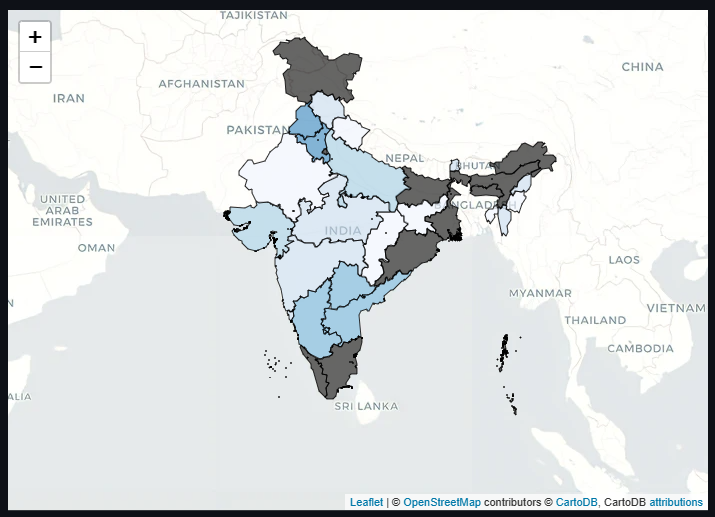 TAJIKISTAN
+
−
CHINA
AFGHANISTAN
IRAN
PAKISTAN
NEPAL
BHUTAN
UNITED
ARAB
EMIRATES
BANGLADESH
INDIA
OMAN
LAOS
MYANMAR
VIETNAM
THAILAND
CAMBODIA
ALIA
SRI LANKA
Leaflet | © OpenStreetMap contributors © CartoDB, CartoDB attributions